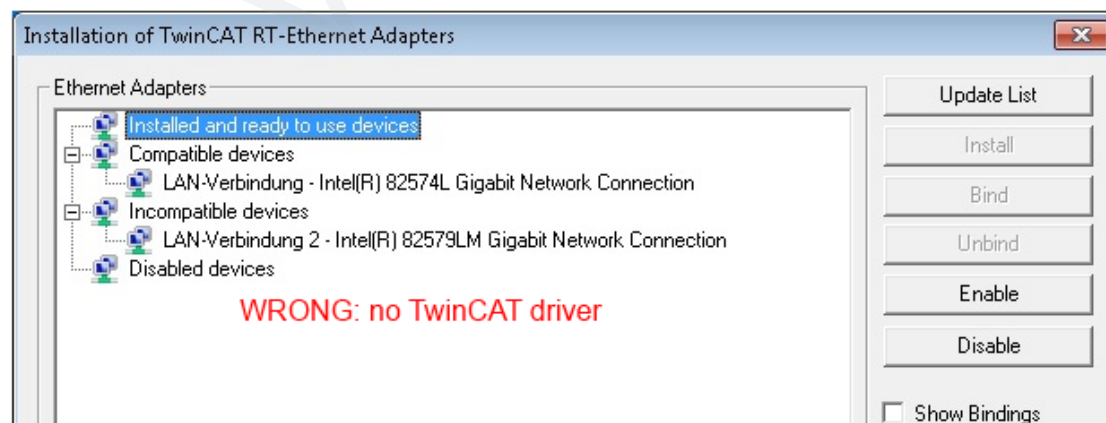 Installation of TwinCAT RT-Ethernet Adapters
Ethernet Adapters
Update List
Installed and ready to use devices
Install
Compatible devices
LAN-Verbindung - Intel(R) 82574L Gigabit Network Connection
Bind
Incompatible devices
LAN-Verbindung 2 - Intel(R) 82579LM Gigabit Network Connection
Unbind
Disabled devices
Enable
WRONG: no TwinCAT driver
Disable
Show Bindings